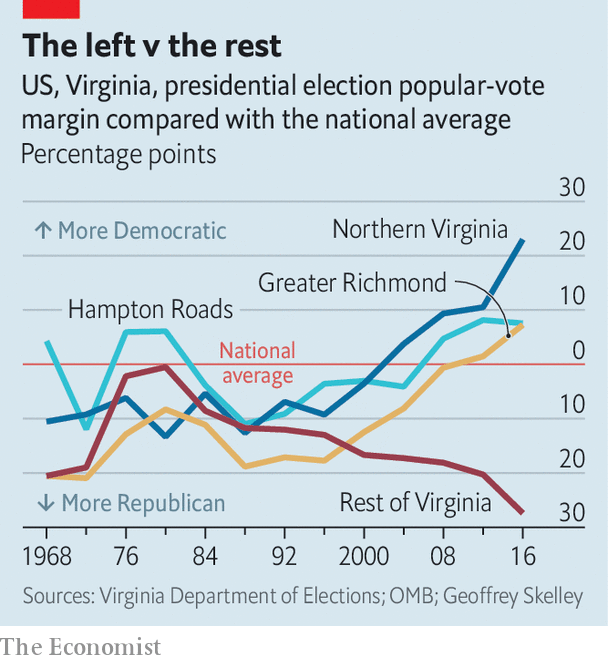 The left v the rest
US, Virginia, presidential election popular-vote
margin compared with the national average
Percentage points
30
↑ More Democratic
Northern Virginia
20
Greater Richmond
Hampton Roads
10
National
average
0
10
20
↓ More Republican
Rest of Virginia
30
1968 76 84 92 2000 08 16
Sources: Virginia Department of Elections; OMB; Geoffrey Skelley
The Economist